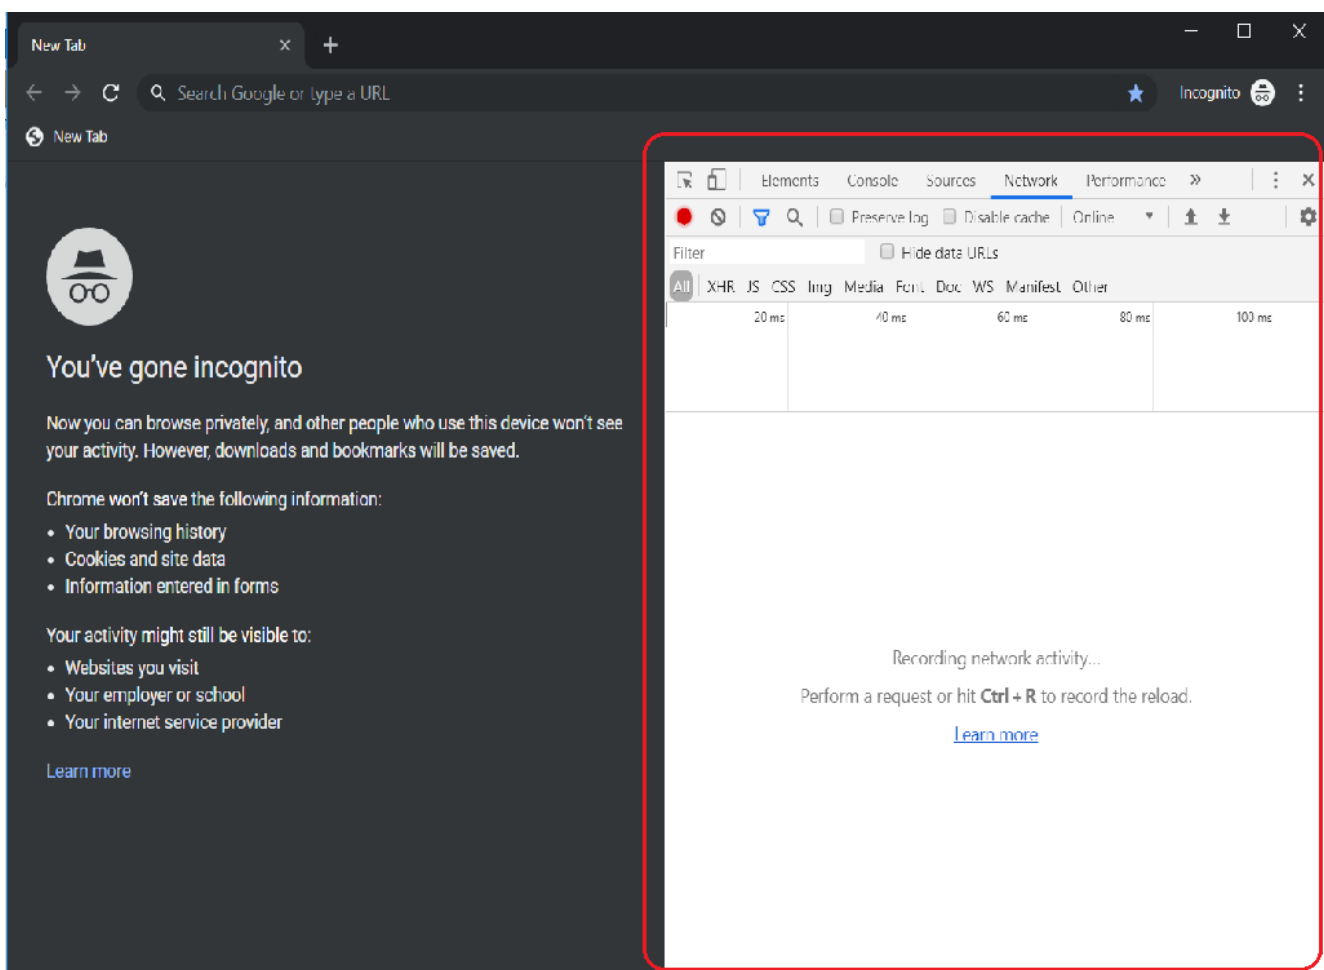 New Tab
Search Google or type a URL
Incognito
New Tab
You've gone incognito
Now you can browse privately, and other people who use this device won't see
your activity. However, downloads and bookmarks will be saved.
Chrome won't save the following information:
• Your browsing history
• Cookies and site data
• Information entered in forms
Your activity might still be visible to:
• Websites you visit
• Your employer or school
• Your internet service provider
Learn more
Elements Console Sources Network Performance »
Preserve log Disable cache Online
Filter Hide data URLs
All XHR JS CSS Img Media Font Doc WS Manifest Other
20 ms 40 ms 60 ms 80 ms 100 ms
Recording network activity...
Perform a request or hit Ctrl + R to record the reload.
Learn more